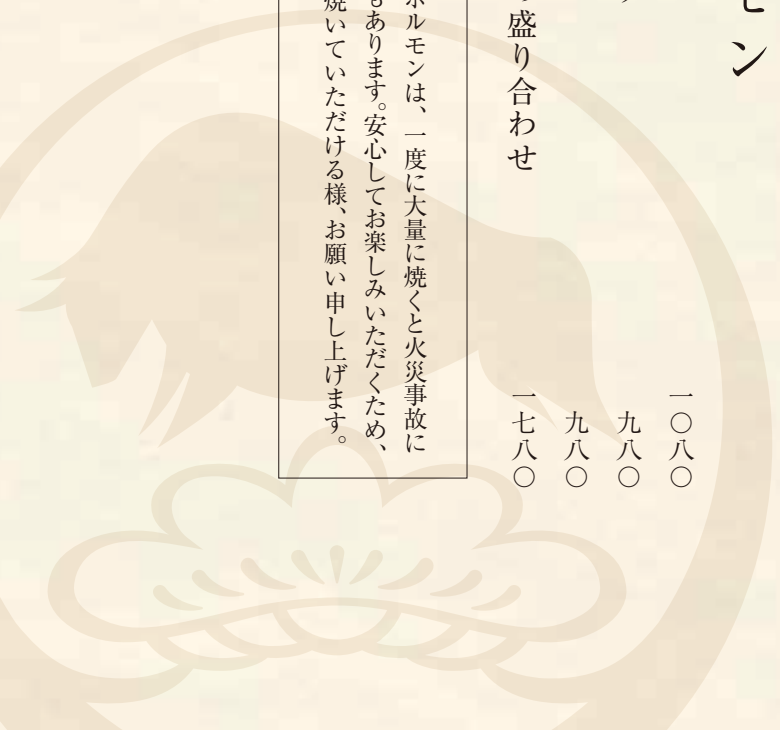 モン
一〇八〇
九八〇
九八〇
盛り合わせ
一七八〇
ホルモンは、一度に大量に焼くと火災事故に
もあります。安心してお楽しみいただくため、
焼いていただける様、お願い申し上げます。